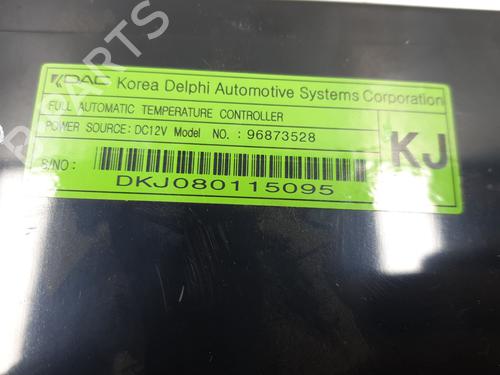 KDAC Korea Delphi Automotive Systems Corporation
FULL AUTOMATIC TEMPERATURE CONTROLLER
POWER SOURCE: DC12V Model NO. : 96873528
KJ
S/NO:
DKJ080115095
B-PARTS